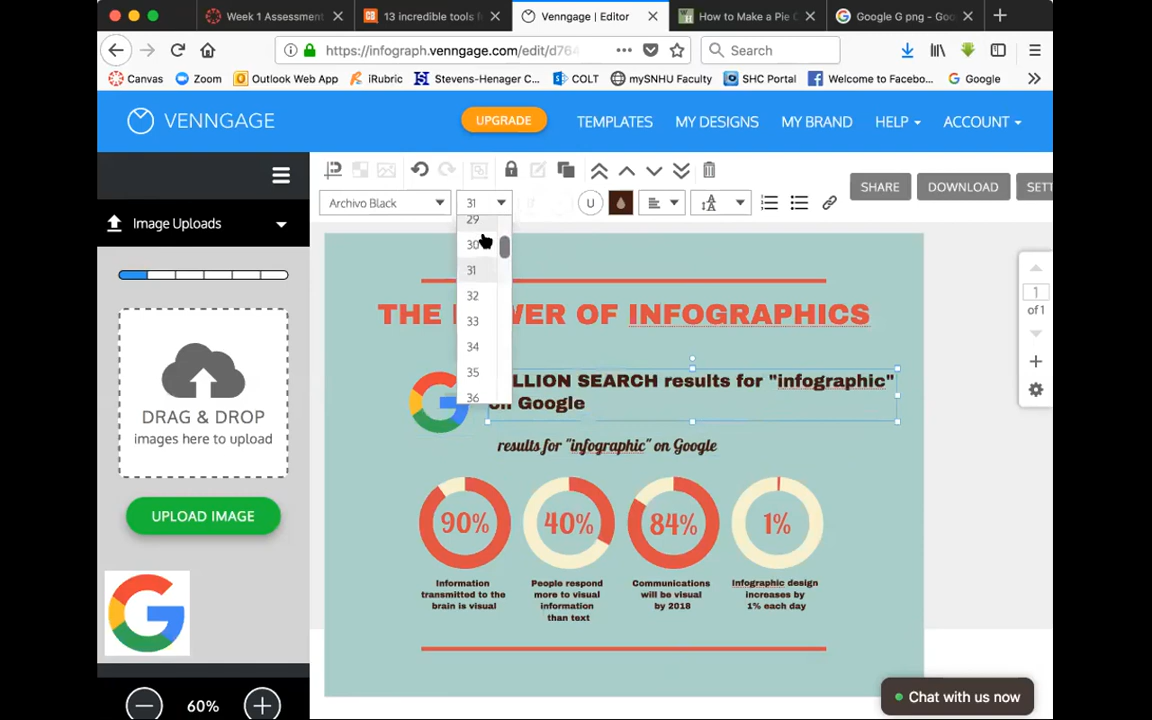 Week 1 Assessment
13 incredible tools f
Venngage | Editor
How to Make a Pie C
Google G png - Goo
https://infograph.venngage.com/edit/d764
Search
Canvas
Zoom
Outlook Web App
iRubric
Stevens-Henager C...
COLT
mySNHU Faculty
SHC Portal
Welcome to Facebo...
Google
VENNGAGE
UPGRADE
TEMPLATES
MY DESIGNS
MY BRAND
HELP
ACCOUNT
Archivo Black
31
U
SHARE
DOWNLOAD
SETT
Image Uploads
29
30
31
32
33
34
35
36
THE
WER OF INFOGRAPHICS
LLION SEARCH results for "infographic"
on Google
results for "infographic" on Google
90%
40%
84%
1%
Information
transmitted to the
brain is visual
People respond
more to visual
information
than text
Communications
will be visual
by 2018
Infographic design
increases by
1% each day
1
of 1
DRAG & DROP
images here to upload
UPLOAD IMAGE
60%
Chat with us now